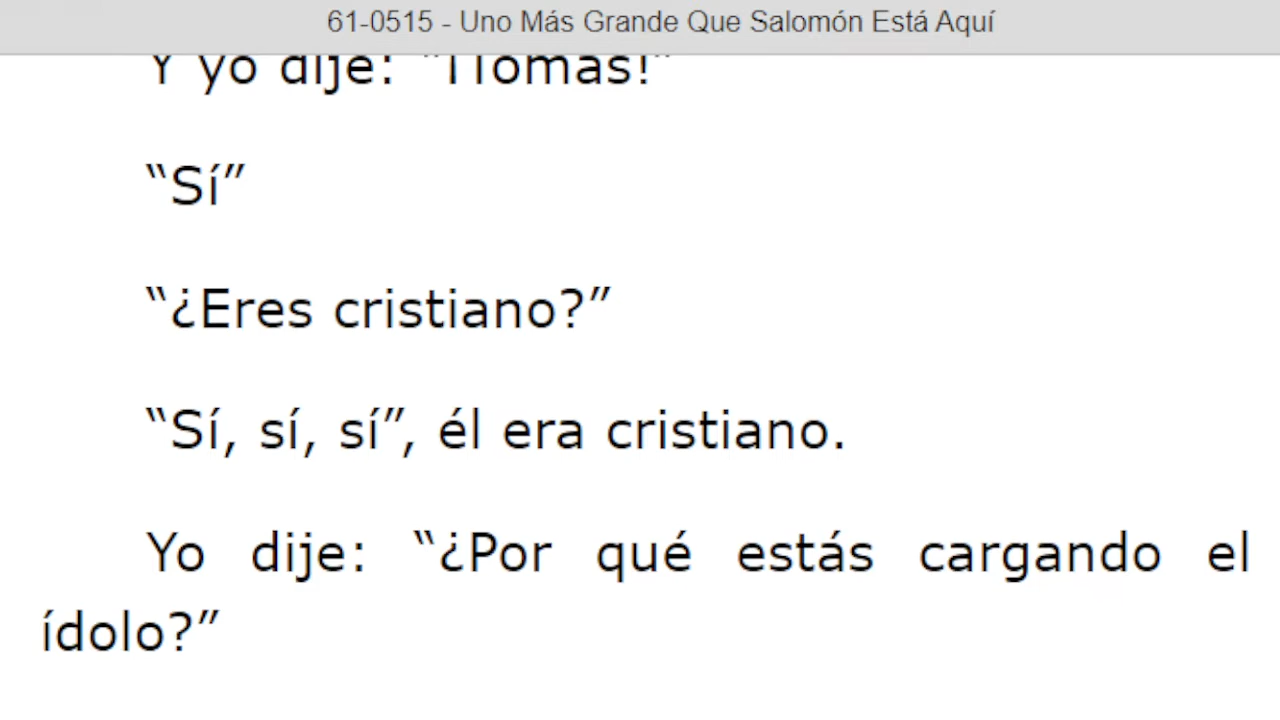 61-0515 - Uno Más Grande Que Salomón Está Aquí
Y yo dije: “¡Tomás!”
“Sí”
“¿Eres cristiano?”
“Sí, sí, sí”, él era cristiano.
Yo dije: “¿Por qué estás cargando el
ídolo?”